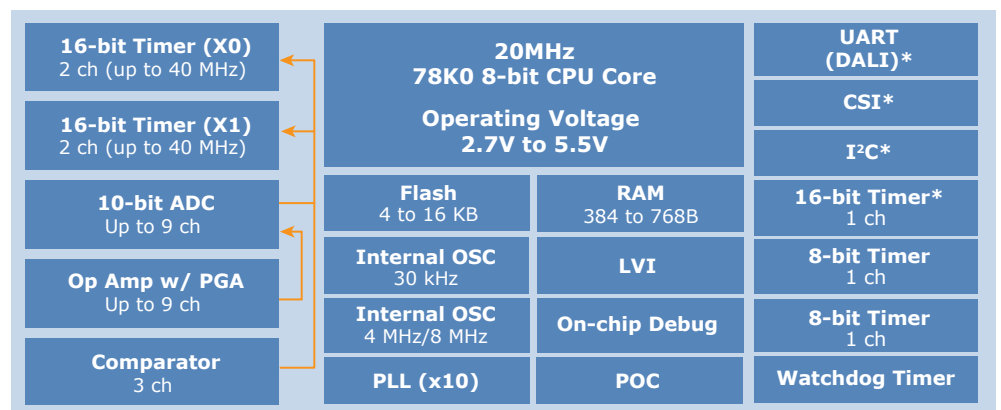 16-bit Timer (X0)
2 ch (up to 40 MHz)
16-bit Timer (X1)
2 ch (up to 40 MHz)
10-bit ADC
Up to 9 ch
Op Amp w/ PGA
Up to 9 ch
Comparator
3 ch
20MHz
78K0 8-bit CPU Core
Operating Voltage
2.7V to 5.5V
Flash
4 to 16 KB
RAM
384 to 768B
Internal OSC
30 kHz
LVI
Internal OSC
4 MHz/8 MHz
On-chip Debug
PLL (x10)
POC
UART
(DALI)*
CSI*
I²C*
16-bit Timer*
1 ch
8-bit Timer
1 ch
8-bit Timer
1 ch
Watchdog Timer